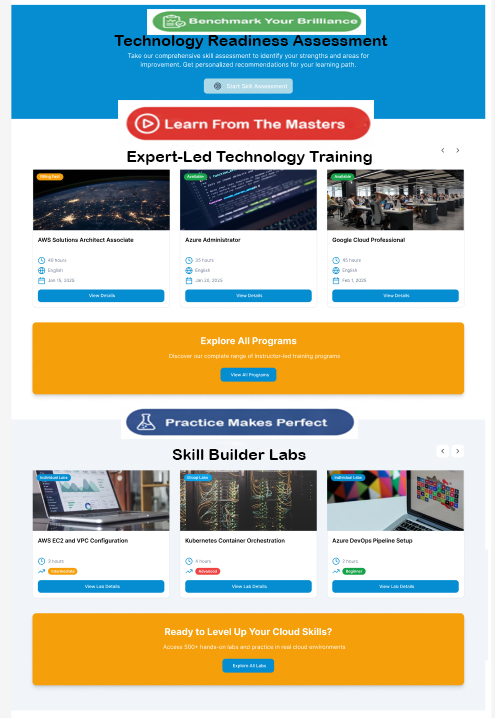 Benchmark Your Brilliance
Technology Readiness Assessment
Take our comprehensive skill assessment to identify your strengths and areas for
improvement. Get personalized recommendations for your learning path.
Start Skill Assessment
Learn From The Masters
Expert-Led Technology Training
Filling Fast
Available
Available
AWS Solutions Architect Associate
Azure Administrator
Google Cloud Professional
40 hours
35 hours
45 hours
English
English
English
Jan 15, 2025
Jan 20, 2025
Feb 1, 2025
View Details
View Details
View Details
Explore All Programs
Discover our complete range of instructor-led training programs
View All Programs
Practice Makes Perfect
Skill Builder Labs
Individual Labs
Group Labs
Individual Labs
AWS EC2 and VPC Configuration
Kubernetes Container Orchestration
Azure DevOps Pipeline Setup
3 hours
4 hours
3 hours
Intermediate
Advanced
Beginner
View Lab Details
View Lab Details
View Lab Details
Ready to Level Up Your Cloud Skills?
Access 500+ hands-on labs and practice in real cloud environments
Explore All Labs